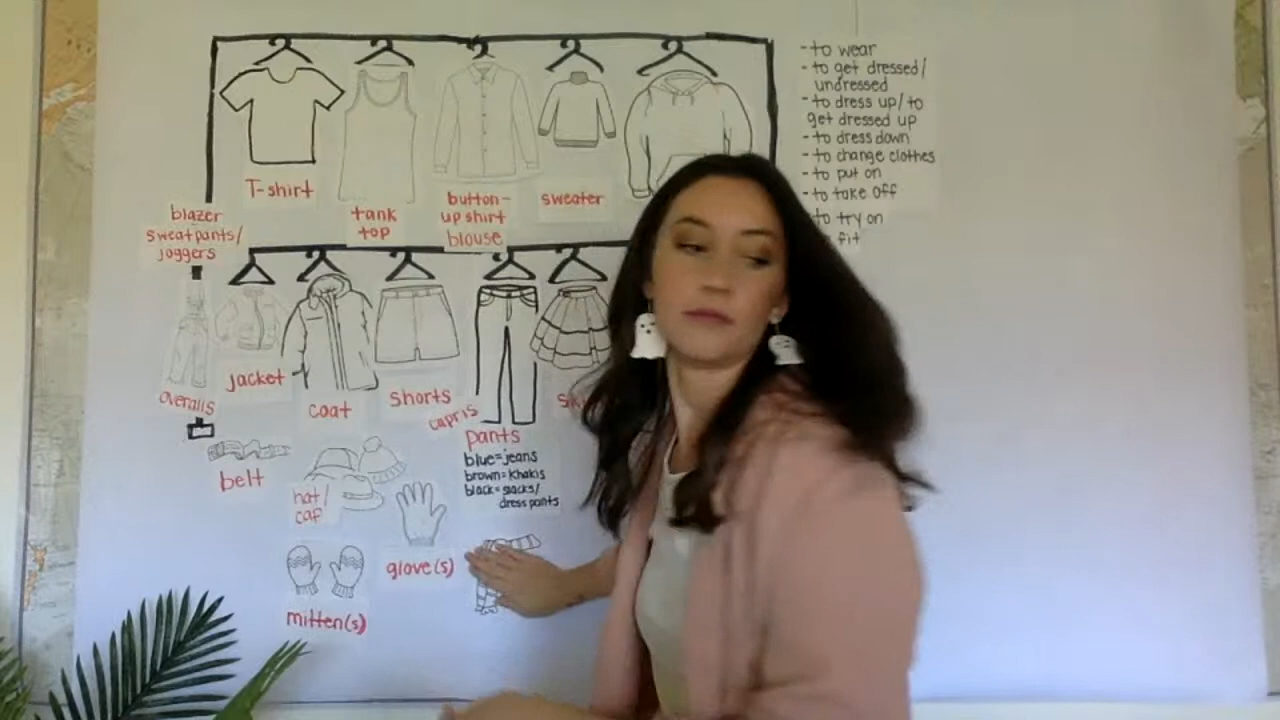 - to wear
- to get dressed/
undressed
- to dress up/to
get dressed up
- to dress down
- to change clothes
- to put on
- to take off
to try on
fit
T-shirt
tank
top
button-
up shirt
blouse
sweater
blazer
sweatpants/
joggers
overalls
jacket
coat
shorts
capris
pants
blue=jeans
brown=khakis
black=slacks/
dress pants
belt
hat/
cap
glove(s)
mitten(s)